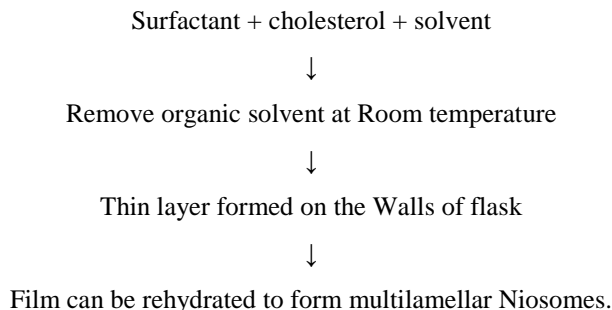 Surfactant + cholesterol + solvent
↓
Remove organic solvent at Room temperature
↓
Thin layer formed on the Walls of flask
↓
Film can be rehydrated to form multilamellar Niosomes.